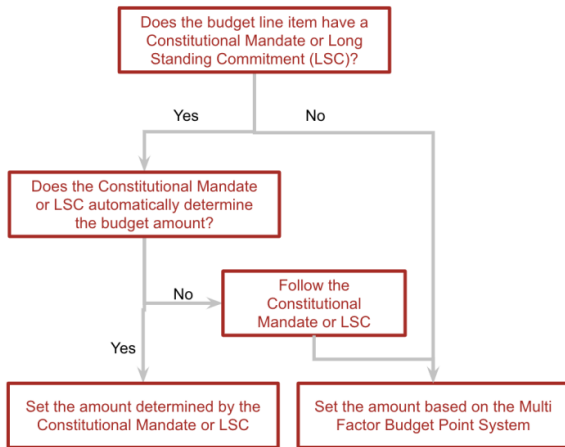 Does the budget line item have a
Constitutional Mandate or Long
Standing Commitment (LSC)?
Yes
No
Does the Constitutional Mandate
or LSC automatically determine
the budget amount?
No
Follow the
Constitutional
Mandate or LSC
Yes
Set the amount determined by the
Constitutional Mandate or LSC
Set the amount based on the Multi
Factor Budget Point System